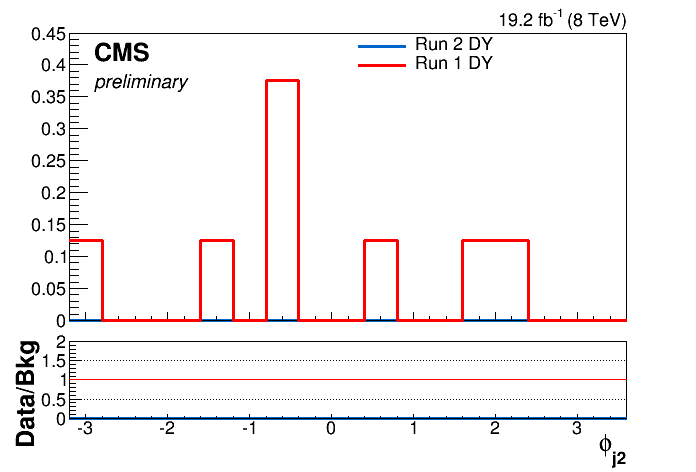 19.2 fb⁻¹ (8 TeV)
CMS
preliminary
Run 2 DY
Run 1 DY
0.45
0.4
0.35
0.3
0.25
0.2
0.15
0.1
0.05
0
Data/Bkg
2
1.5
1
0.5
0
-3 -2 -1 0 1 2 3
ϕj2